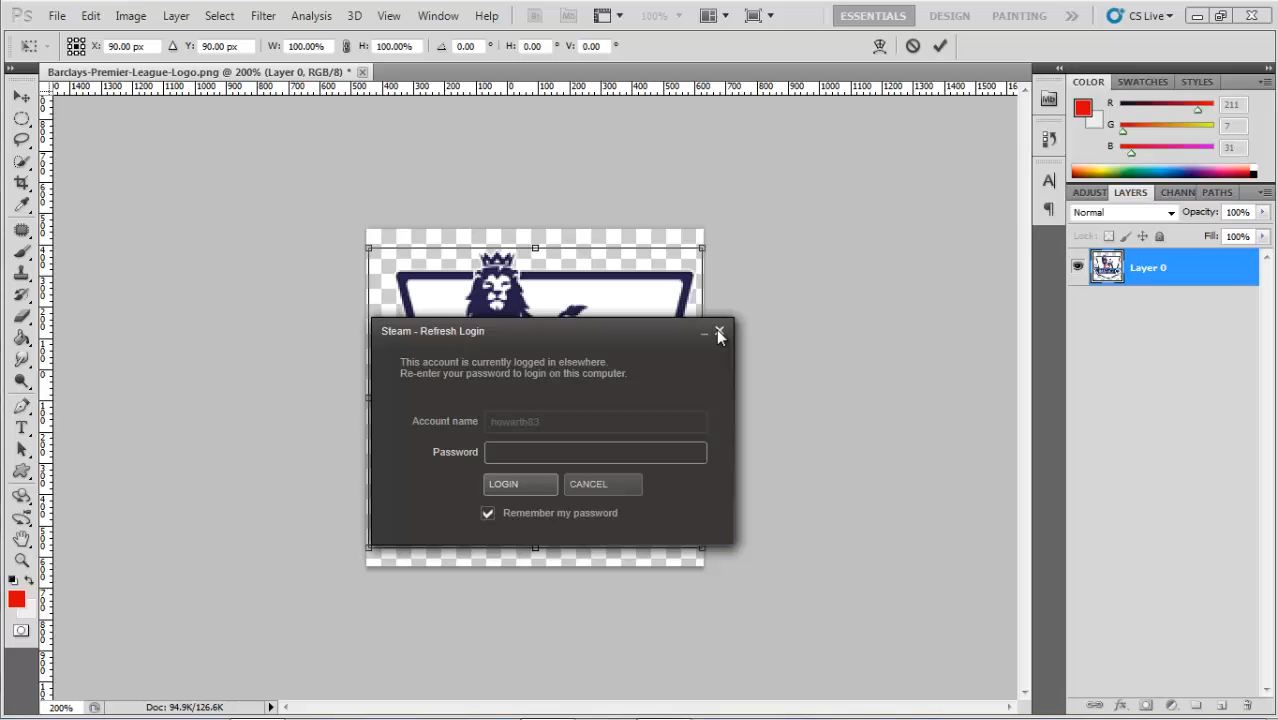 Ps File Edit Image Layer Select Filter Analysis 3D View Window Help Br Mb 100% ESSENTIALS DESIGN PAINTING CS Live
X: 90.00 px Y: 90.00 px W: 100.00% H: 100.00% 0.00 ° H: 0.00 ° V: 0.00 °
Barclays-Premier-League-Logo.png @ 200% (Layer 0, RGB/8) *
COLOR SWATCHES STYLES
R 211
G 7
B 31
ADJUST LAYERS CHANN PATHS
Normal Opacity: 100%
Lock: Fill: 100%
Layer 0
Steam - Refresh Login
This account is currently logged in elsewhere.
Re-enter your password to login on this computer.
Account name howarth83
Password
LOGIN CANCEL
Remember my password
200% Doc: 94.9K/126.6K